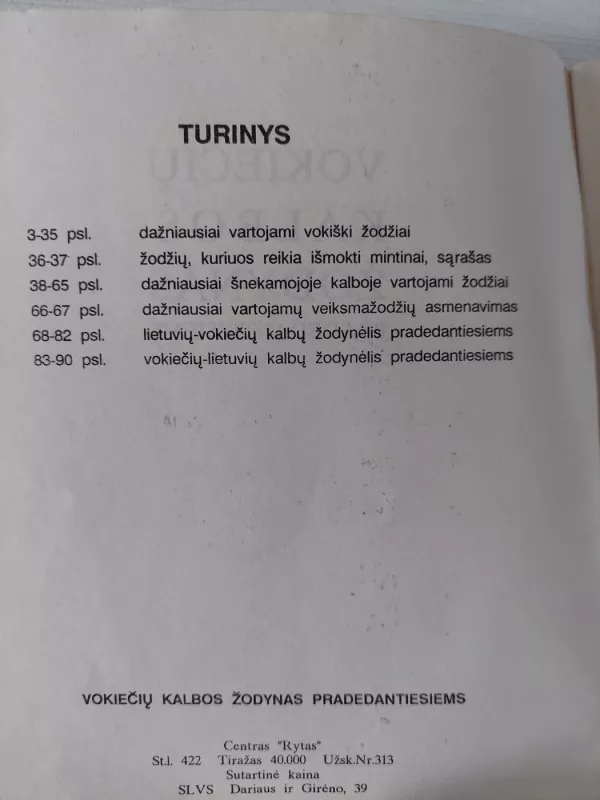 TURINYS
3-35 psl. dažniausiai vartojami vokiški žodžiai
36-37 psl. žodžių, kuriuos reikia išmokti mintinai, sąrašas
38-65 psl. dažniausiai šnekamojoje kalboje vartojami žodžiai
66-67 psl. dažniausiai vartojamų veiksmažodžių asmenavimas
68-82 psl. lietuvių-vokiečių kalbų žodynėlis pradedantiesiems
83-90 psl. vokiečių-lietuvių kalbų žodynėlis pradedantiesiems
VOKIEČIŲ KALBOS ŽODYNAS PRADEDANTIESIEMS
Centras "Rytas"
St.l. 422 Tiražas 40.000 Užsk.Nr.313
Sutartinė kaina
SLVS Dariaus ir Girėno, 39